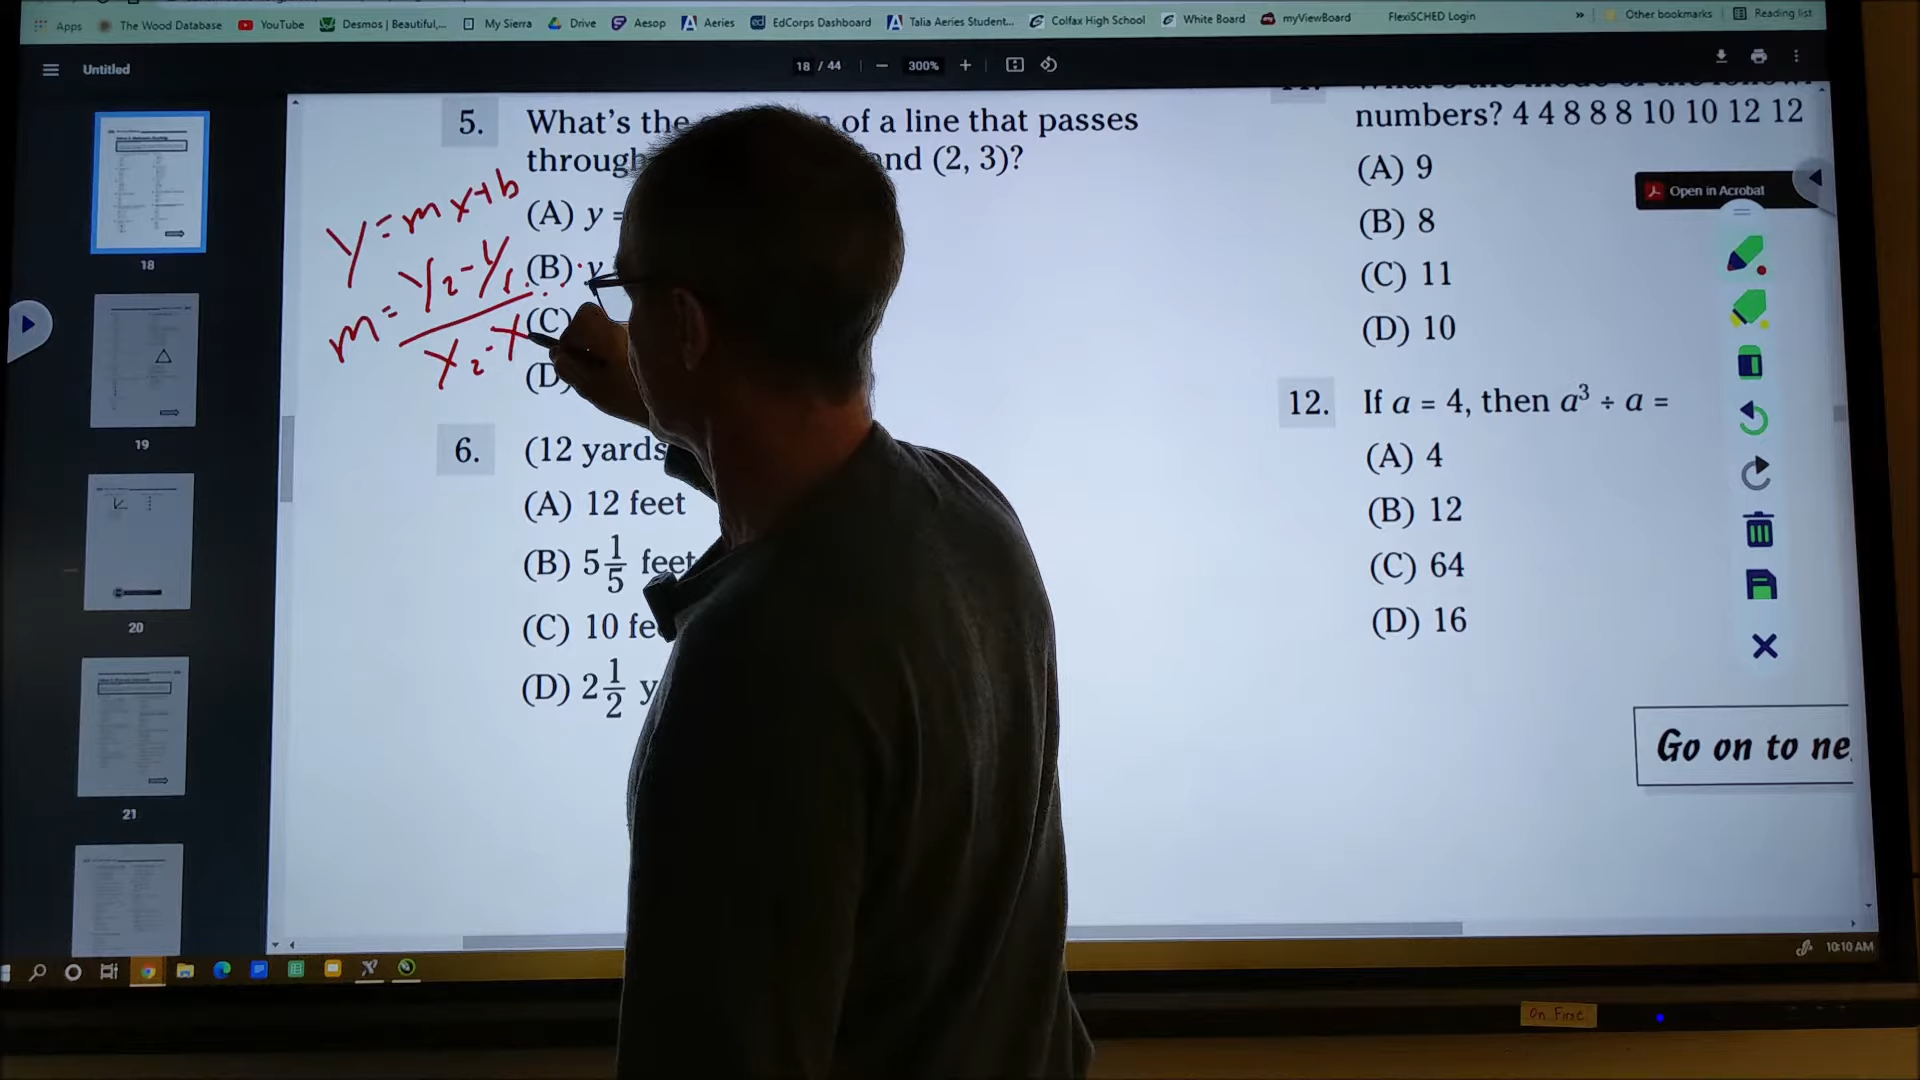 Apps The Wood Database YouTube Desmos | Beautiful,... My Sierra Drive Aesop Aeries EdCorps Dashboard Talia Aeries Student... Colfax High School White Board myViewBoard FlexiSCHED Login » Other bookmarks Reading list
Untitled 18 / 44 300%
18
19
20
21
5. What's the of a line that passes
through and (2, 3)?
(A) y =
(B) y
(C)
(D)
y = mx+b
m = y2-y1
x2-x
6. (12 yards
(A) 12 feet
(B) 5 1/5 feet
(C) 10 fe
(D) 2 1/2 y
numbers? 4 4 8 8 8 10 10 12 12
(A) 9
(B) 8
(C) 11
(D) 10
Open in Acrobat
12. If a = 4, then a³ ÷ a =
(A) 4
(B) 12
(C) 64
(D) 16
Go on to ne
10:10 AM
On First